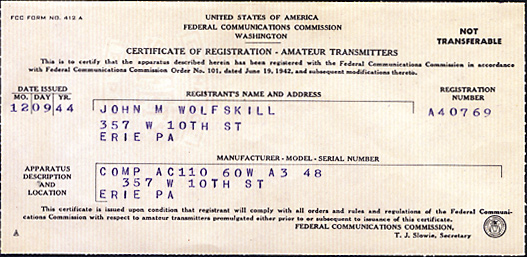 FCC FORM NO. 412 A
UNITED STATES OF AMERICA
FEDERAL COMMUNICATIONS COMMISSION
WASHINGTON
NOT
TRANSFERABLE
CERTIFICATE OF REGISTRATION - AMATEUR TRANSMITTERS
This is to certify that the apparatus described herein has been registered with the Federal Communications Commission in accordance
with Federal Communications Commission Order No. 101, dated June 19, 1942, and subsequent modifications thereto.
DATE ISSUED
MO. DAY YR.
REGISTRANT'S NAME AND ADDRESS
REGISTRATION
NUMBER
12 09 44
JOHN M WOLFSKILL
A40769
357 W 10TH ST
ERIE PA
MANUFACTURER - MODEL - SERIAL NUMBER
APPARATUS
DESCRIPTION
AND
LOCATION
COMP AC110 60W A3 48
357 W 10TH ST
ERIE PA
This certificate is issued upon condition that registrant will comply with all orders and rules and regulations of the Federal Communi-
cations Commission with respect to amateur transmitters promulgated either prior to or subsequent to issuance of this certificate.
FEDERAL COMMUNICATIONS COMMISSION,
T. J. Slowie, Secretary